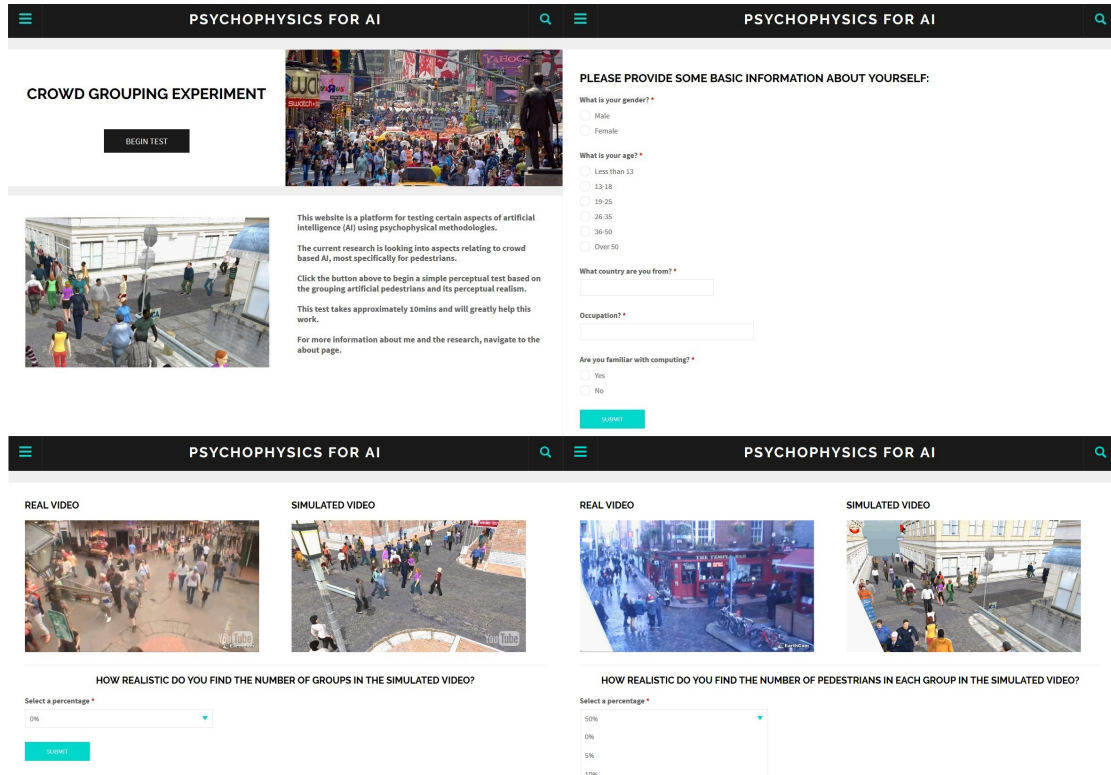 PSYCHOPHYSICS FOR AI
CROWD GROUPING EXPERIMENT
BEGIN TEST
YAHOO!
swatch
This website is a platform for testing certain aspects of artificial
intelligence (AI) using psychophysical methodologies.
The current research is looking into aspects relating to crowd
based AI, most specifically for pedestrians.
Click the button above to begin a simple perceptual test based on
the grouping artificial pedestrians and its perceptual realism.
This test takes approximately 10mins and will greatly help this
work.
For more information about me and the research, navigate to the
about page.
PSYCHOPHYSICS FOR AI
PLEASE PROVIDE SOME BASIC INFORMATION ABOUT YOURSELF:
What is your gender? *
Male
Female
What is your age? *
Less than 13
13-18
19-25
26-35
36-50
Over 50
What country are you from? *
Occupation? *
Are you familiar with computing? *
Yes
No
SUBMIT
PSYCHOPHYSICS FOR AI
REAL VIDEO
SIMULATED VIDEO
YouTube
YouTube
HOW REALISTIC DO YOU FIND THE NUMBER OF GROUPS IN THE SIMULATED VIDEO?
Select a percentage *
0%
SUBMIT
PSYCHOPHYSICS FOR AI
REAL VIDEO
SIMULATED VIDEO
THE TEMPLE BAR
EarthCam
HOW REALISTIC DO YOU FIND THE NUMBER OF PEDESTRIANS IN EACH GROUP IN THE SIMULATED VIDEO?
Select a percentage *
50%
0%
5%
10%